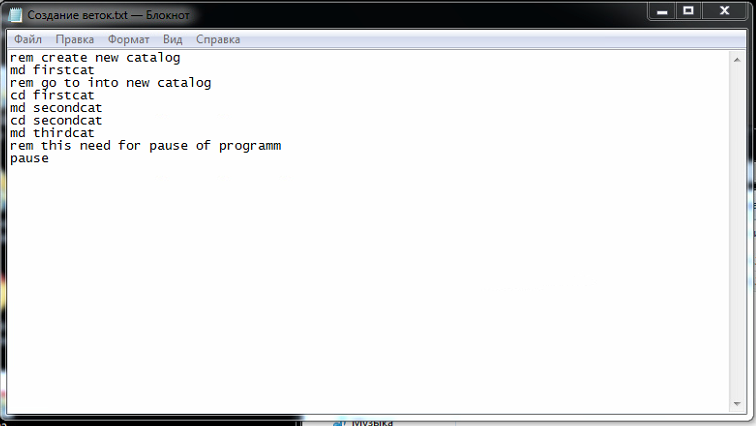 Создание веток.txt — Блокнот
Файл Правка Формат Вид Справка
rem create new catalog
md firstcat
rem go to into new catalog
cd firstcat
md secondcat
cd secondcat
md thirdcat
rem this need for pause of programm
pause
Музыка